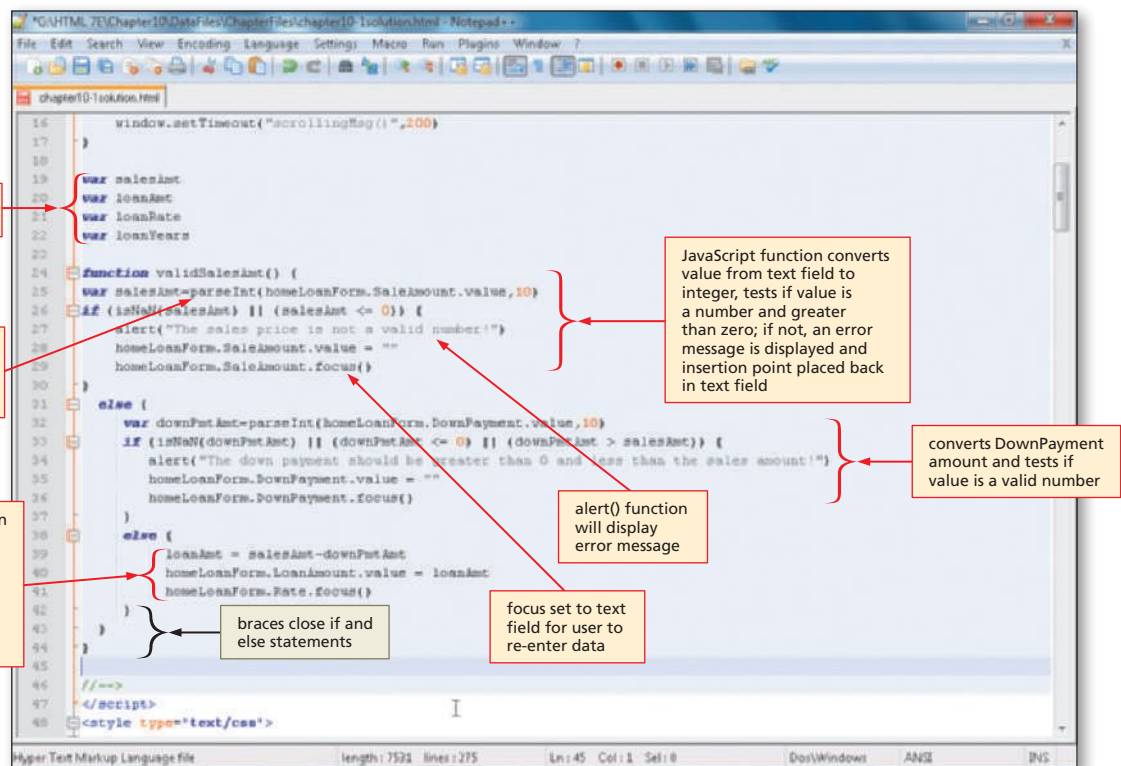 *G:\HTML 7E\Chapter10\DataFiles\ChapterFiles\chapter10-1solution.html - Notepad++
File Edit Search View Encoding Language Settings Macro Run Plugins Window ?
X
chapter10-1solution.html
16 window.setTimeout("scrollingMsg()",200)
17 }
18
19 var salesAmt
20 var loanAmt
21 var loanRate
22 var loanYears
23
24 function validSalesAmt() {
25 var salesAmt=parseInt(homeLoanForm.SaleAmount.value,10)
26 if (isNaN(salesAmt) || (salesAmt <= 0)) {
27 alert("The sales price is not a valid number!")
28 homeLoanForm.SaleAmount.value = ""
29 homeLoanForm.SaleAmount.focus()
30 }
31 else {
32 var downPmtAmt=parseInt(homeLoanForm.DownPayment.value,10)
33 if (isNaN(downPmtAmt) || (downPmtAmt <= 0) || (downPmtAmt > salesAmt)) {
34 alert("The down payment should be greater than 0 and less than the sales amount!")
35 homeLoanForm.DownPayment.value = ""
36 homeLoanForm.DownPayment.focus()
37 }
38 else {
39 loanAmt = salesAmt-downPmtAmt
40 homeLoanForm.LoanAmount.value = loanAmt
41 homeLoanForm.Rate.focus()
42 }
43 }
44 }
45
46 //-->
47 </script>
48 <style type="text/css">
JavaScript function converts
value from text field to
integer, tests if value is
a number and greater
than zero; if not, an error
message is displayed and
insertion point placed back
in text field
converts DownPayment
amount and tests if
value is a valid number
alert() function
will display
error message
focus set to text
field for user to
re-enter data
braces close if and
else statements
n
Hyper Text Markup Language file length : 7531 lines : 275 Ln : 45 Col : 1 Sel : 0 Dos\Windows ANSI INS